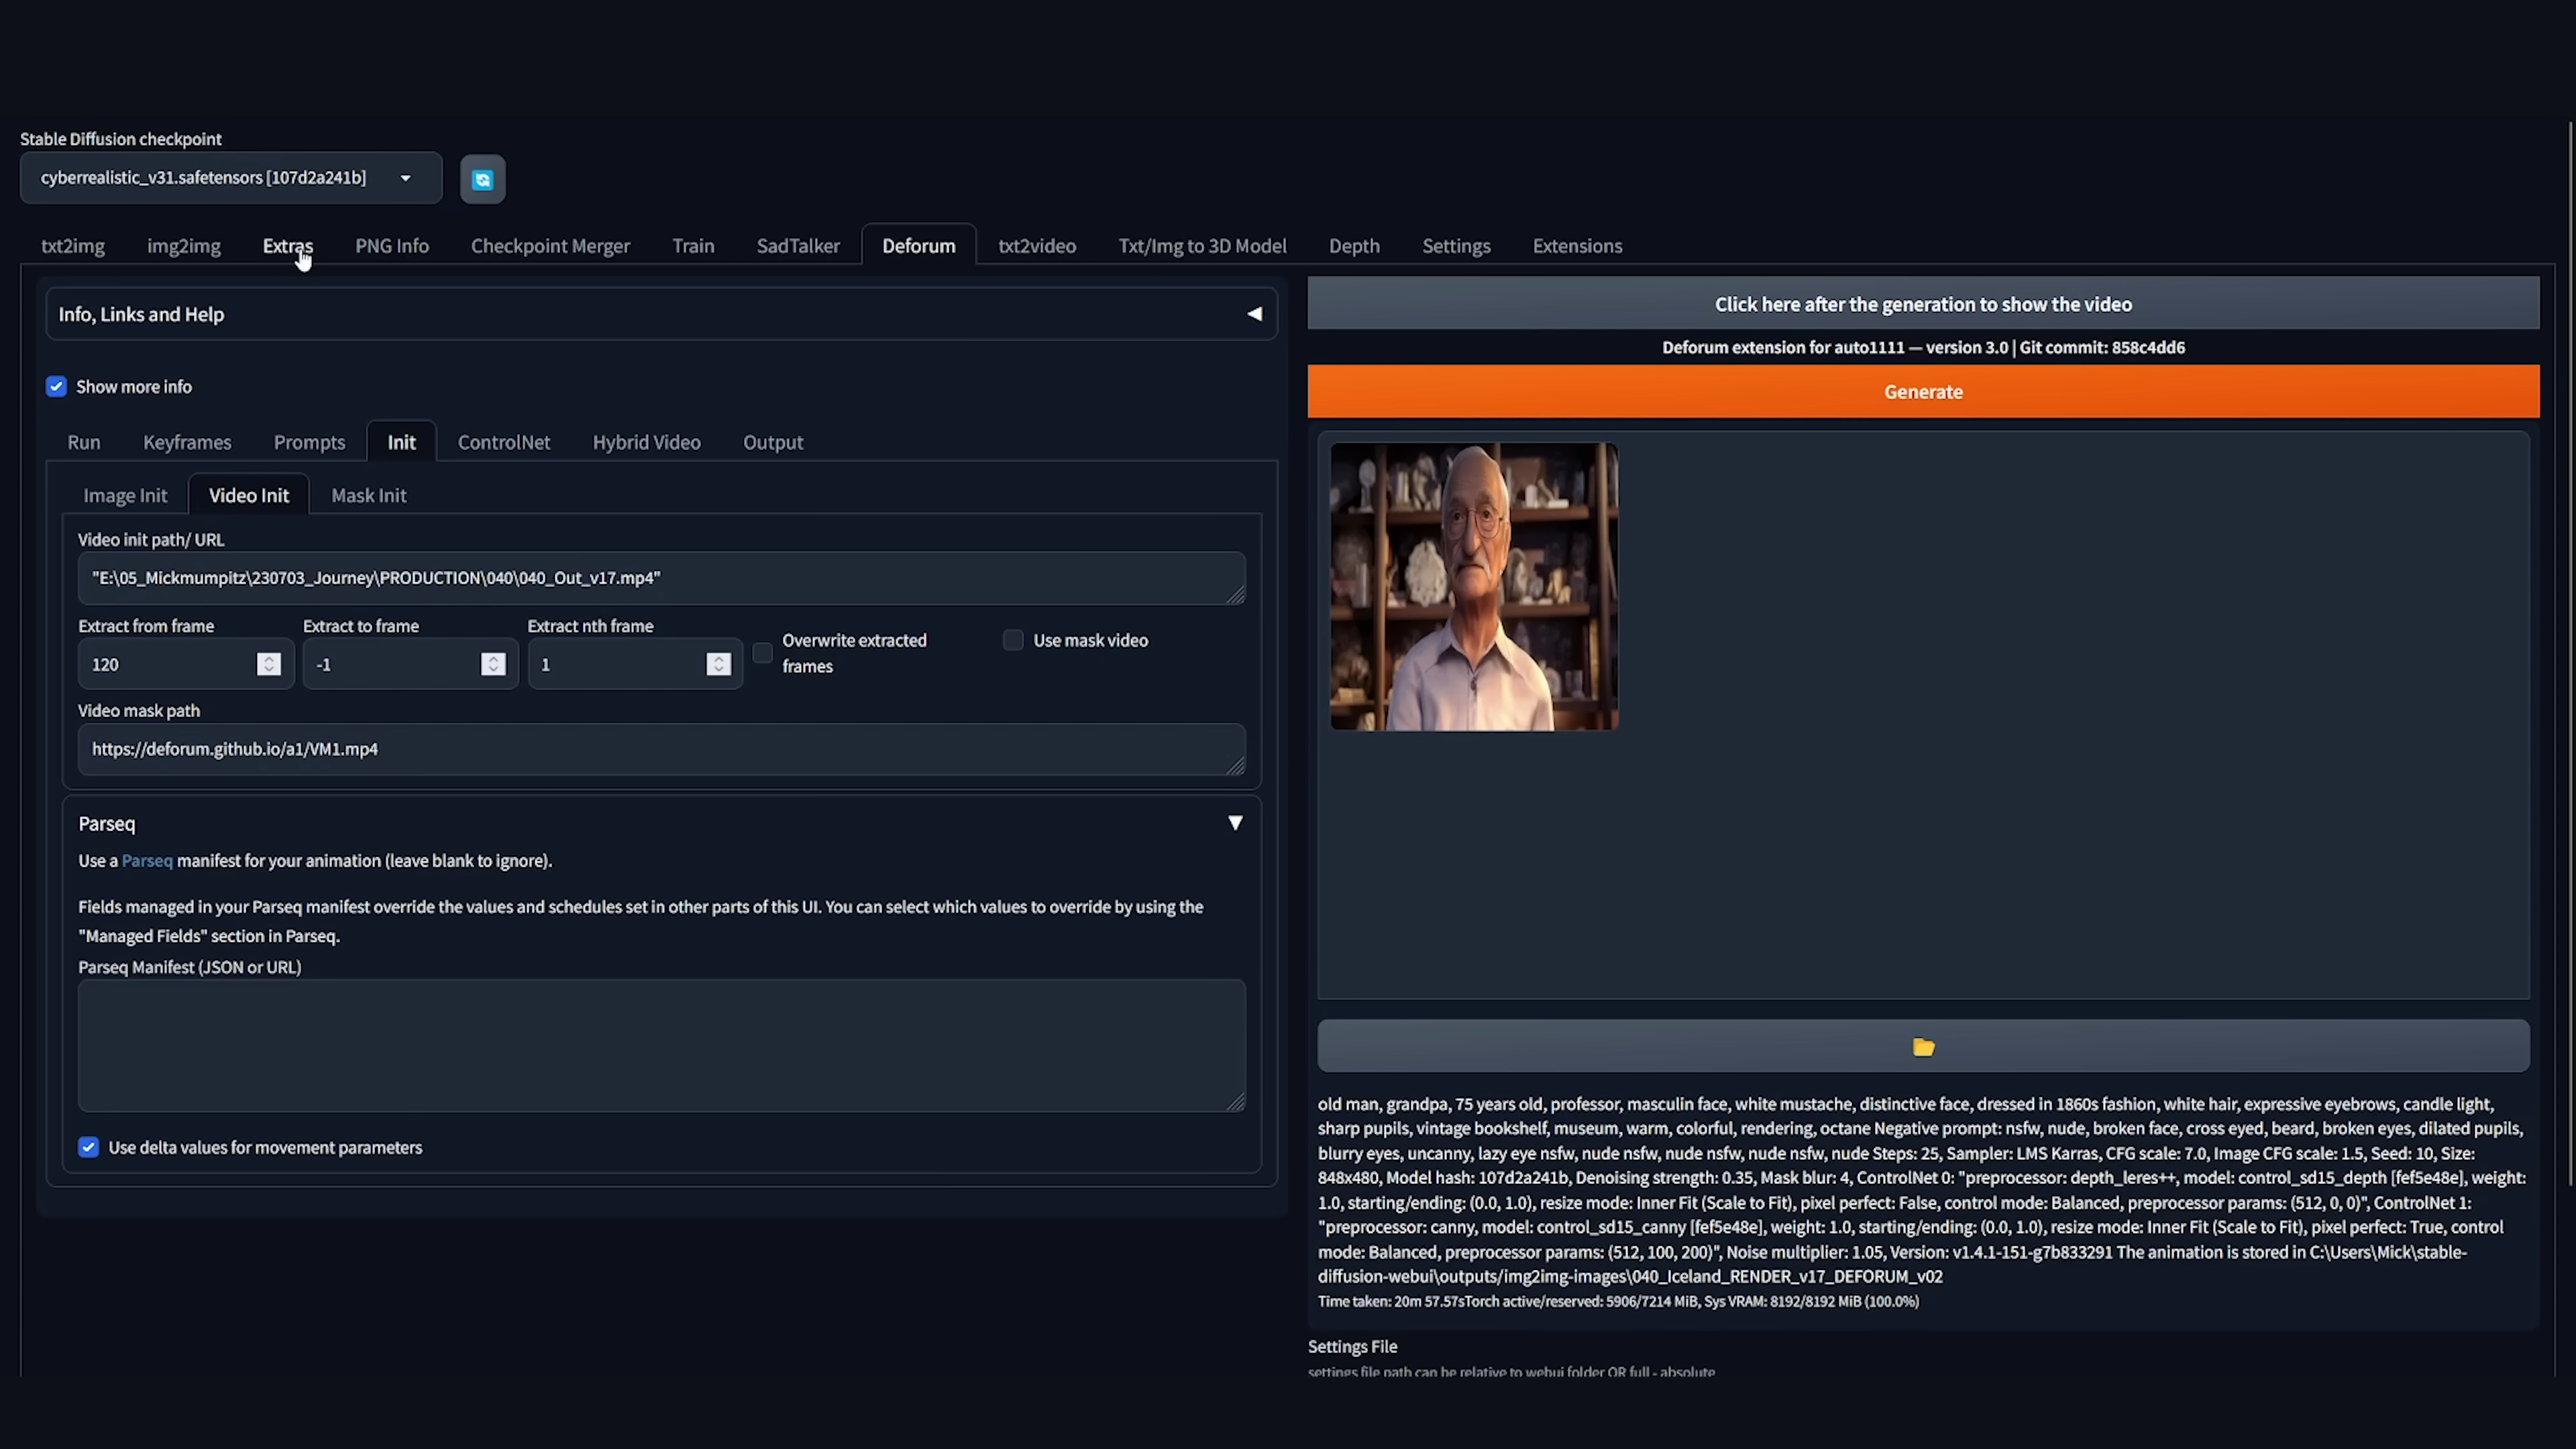 Stable Diffusion checkpoint
cyberrealistic_v31.safetensors [107d2a241b]
txt2img img2img Extras PNG Info Checkpoint Merger Train SadTalker Deforum txt2video Txt/Img to 3D Model Depth Settings Extensions
Info, Links and Help
Show more info
Run Keyframes Prompts Init ControlNet Hybrid Video Output
Image Init Video Init Mask Init
Video init path/ URL
"E:\05_Mickmumpitz\230703_Journey\PRODUCTION\040\040_Out_v17.mp4"
Extract from frame Extract to frame Extract nth frame
120 -1 1
Overwrite extracted
frames
Use mask video
Video mask path
https://deforum.github.io/a1/VM1.mp4
Parseq
Use a Parseq manifest for your animation (leave blank to ignore).
Fields managed in your Parseq manifest override the values and schedules set in other parts of this UI. You can select which values to override by using the
"Managed Fields" section in Parseq.
Parseq Manifest (JSON or URL)
Use delta values for movement parameters
Click here after the generation to show the video
Deforum extension for auto1111 — version 3.0 | Git commit: 858c4dd6
Generate
old man, grandpa, 75 years old, professor, masculin face, white mustache, distinctive face, dressed in 1860s fashion, white hair, expressive eyebrows, candle light,
sharp pupils, vintage bookshelf, museum, warm, colorful, rendering, octane Negative prompt: nsfw, nude, broken face, cross eyed, beard, broken eyes, dilated pupils,
blurry eyes, uncanny, lazy eye nsfw, nude nsfw, nude nsfw, nude nsfw, nude Steps: 25, Sampler: LMS Karras, CFG scale: 7.0, Image CFG scale: 1.5, Seed: 10, Size:
848x480, Model hash: 107d2a241b, Denoising strength: 0.35, Mask blur: 4, ControlNet 0: "preprocessor: depth_leres++, model: control_sd15_depth [fef5e48e], weight:
1.0, starting/ending: (0.0, 1.0), resize mode: Inner Fit (Scale to Fit), pixel perfect: False, control mode: Balanced, preprocessor params: (512, 0, 0)", ControlNet 1:
"preprocessor: canny, model: control_sd15_canny [fef5e48e], weight: 1.0, starting/ending: (0.0, 1.0), resize mode: Inner Fit (Scale to Fit), pixel perfect: True, control
mode: Balanced, preprocessor params: (512, 100, 200)", Noise multiplier: 1.05, Version: v1.4.1-151-g7b833291 The animation is stored in C:\Users\Mick\stable-
diffusion-webui\outputs/img2img-images\040_Iceland_RENDER_v17_DEFORUM_v02
Time taken: 20m 57.57sTorch active/reserved: 5906/7214 MiB, Sys VRAM: 8192/8192 MiB (100.0%)
Settings File
settings file path can be relative to webui folder OR full - absolute